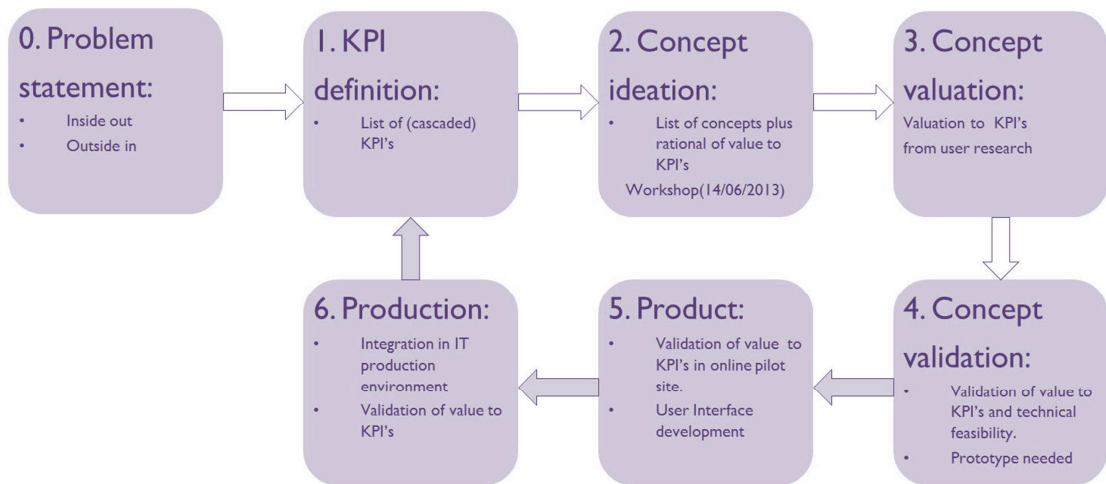 0. Problem
statement:
• Inside out
• Outside in
1. KPI
definition:
• List of (cascaded)
KPI's
2. Concept
ideation:
• List of concepts plus
rational of value to
KPI's
Workshop(14/06/2013)
3. Concept
valuation:
Valuation to KPI's
from user research
4. Concept
validation:
• Validation of value to
KPI's and technical
feasibility.
• Prototype needed
5. Product:
• Validation of value to
KPI's in online pilot
site.
• User Interface
development
6. Production:
• Integration in IT
production
environment
• Validation of value to
KPI's